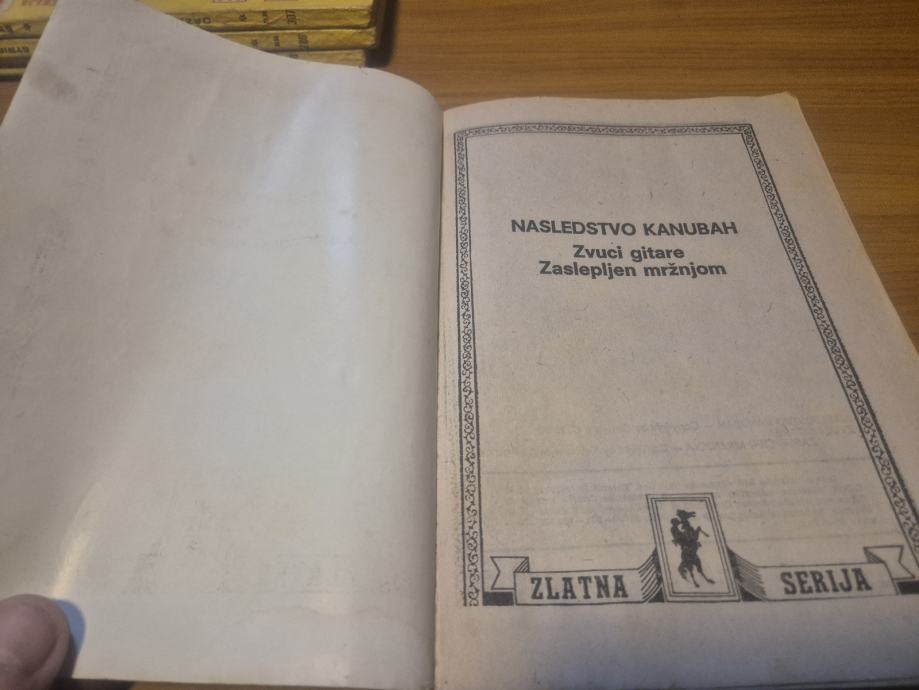 NASLEDSTVO KANUBAH
Zvuci gitare
Zaslepljen mržnjom
ZLATNA SERIJA